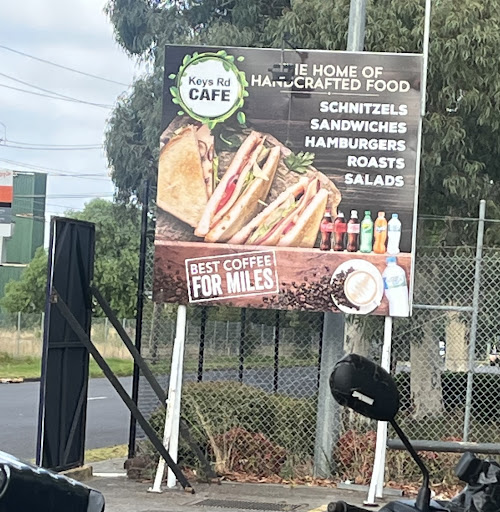 Keys Rd
CAFE
HE HOME OF
HANDCRAFTED FOOD
SCHNITZELS
SANDWICHES
HAMBURGERS
ROASTS
SALADS
BEST COFFEE
FOR MILES